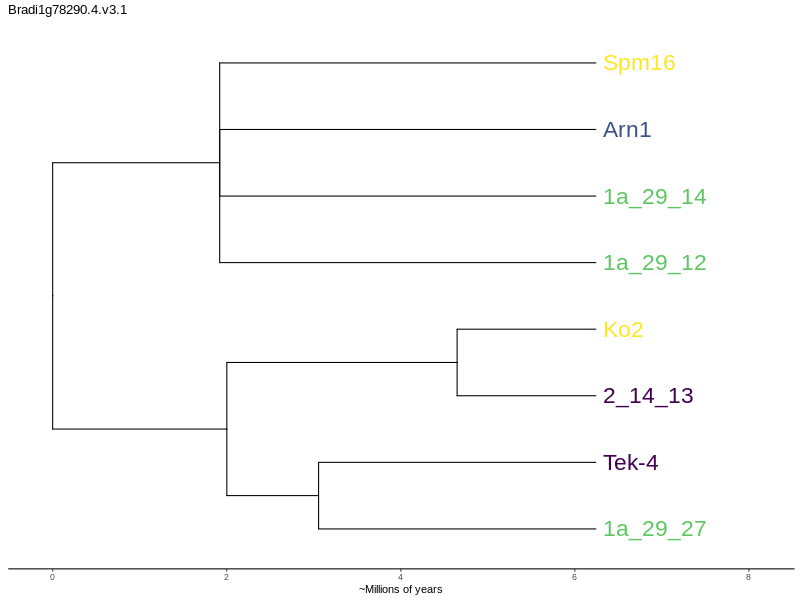 Bradi1g78290.4.v3.1
Spm16
Arn1
1a_29_14
1a_29_12
Ko2
2_14_13
Tek-4
1a_29_27
0 2 4 6 8
~Millions of years